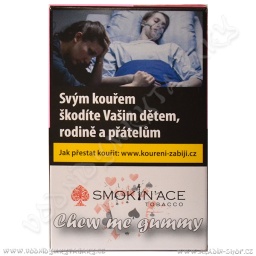 Svým kouřem
škodíte Vašim dětem,
rodině a přátelům
Jak přestat kouřit: www.koureni-zabiji.cz
SMOKIN'ACE
TOBACCO
Chew me gummy